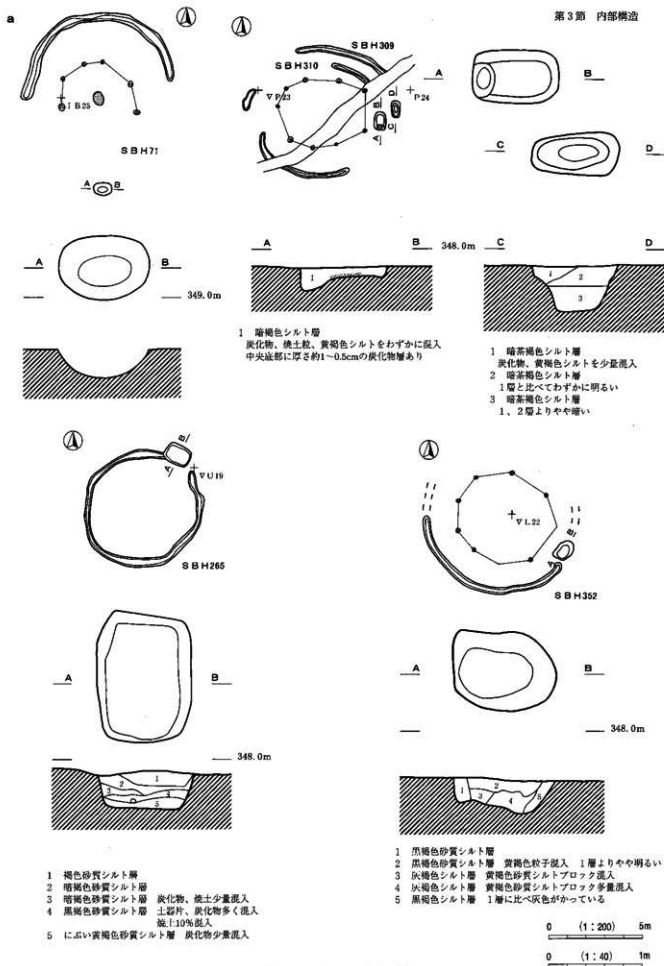 第3節 内部構造
a
I B25
SBH71
A B
A B
349.0m
SBH309
SBH310
▽P23
P24
A B
C D
A B
C D
A B 348.0m
C D
1
1 2
3
1 暗褐色シルト層
炭化物、焼土粒、黄褐色シルトをわずかに混入
中央底部に厚さ約1~0.5cmの炭化物層あり
1 暗茶褐色シルト層
炭化物、黄褐色シルトを少量混入
2 暗茶褐色シルト層
1層と比べてわずかに明るい
3 暗茶褐色シルト層
1、2層よりやや暗い
A B
▽U19
SBH265
A B
348.0m
1
2
3 4
5
1 褐色砂質シルト層
2 暗褐色砂質シルト層
3 暗褐色砂質シルト層 炭化物、焼土少量混入
4 黒褐色砂質シルト層 土器片、炭化物多く混入
焼土10%混入
5 にぶい黄褐色砂質シルト層 炭化物少量混入
▽L22
A B
SBH352
A B
348.0m
1 2
3 4 5
1 黒褐色砂質シルト層
2 黒褐色砂質シルト層 黄褐色粒子混入 1層よりやや明るい
3 灰褐色シルト層 黄褐色砂質シルトブロック混入
4 灰褐色シルト層 黄褐色砂質シルトブロック多量混入
5 黒褐色シルト層 1層に比べ灰色がかっている
0 (1:200) 5m
0 (1:40) 1m